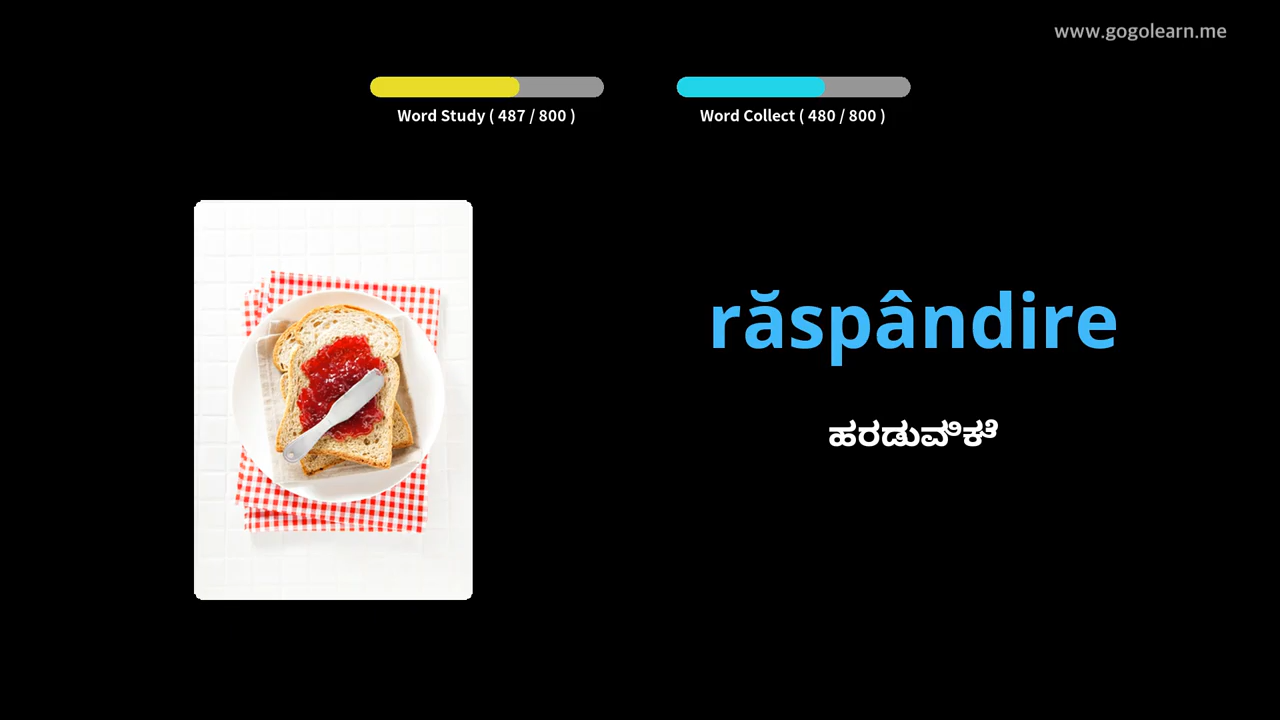 www.gogolearn.me
Word Study ( 487 / 800 )
Word Collect ( 480 / 800 )
răspândire
ಹರಡುವಿಕೆ